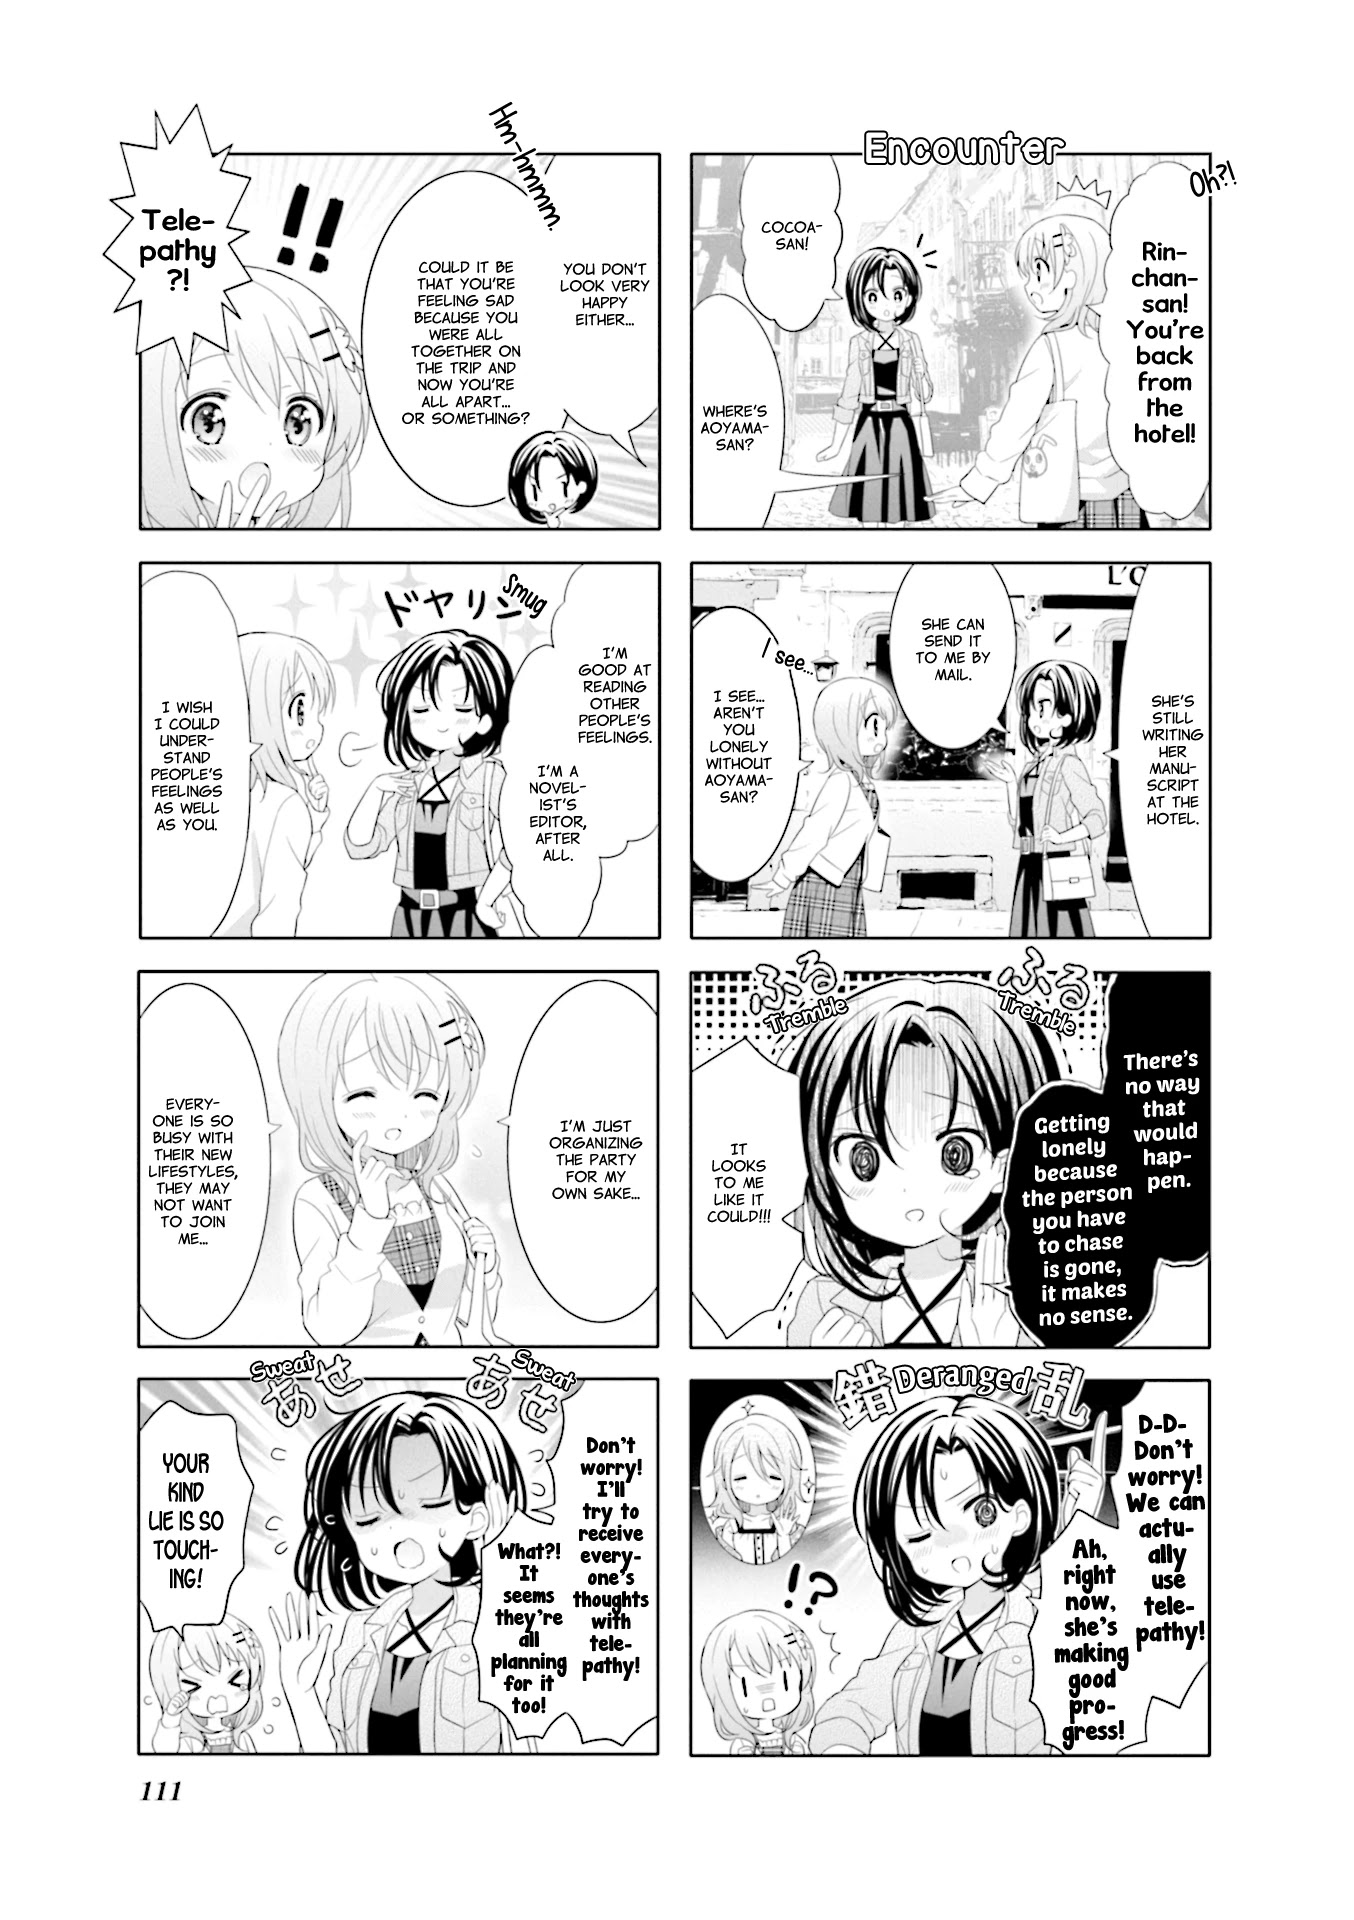 Encounter
Oh?!
Rin-
chan-
san!
You're
back
from
the
hotel!
COCOA-
SAN!
WHERE'S
AOYAMA-
SAN?
L'O
SHE'S
STILL
WRITING
HER
MANU-
SCRIPT
AT THE
HOTEL.
SHE CAN
SEND IT
TO ME BY
MAIL.
I see...
I SEE...
AREN'T
YOU
LONELY
WITHOUT
AOYAMA-
SAN?
ふる
Tremble
ふる
Tremble
There's
no way
that
would
hap-
pen.
Getting
lonely
because
the person
you have
to chase
is gone,
it makes
no sense.
IT
LOOKS
TO ME
LIKE IT
COULD!!!
錯乱
Deranged
D-D-
Don't
worry!
We can
actu-
ally
use
tele-
pathy!
Ah,
right
now,
she's
making
good
pro-
gress!
!?
Hm-hmmm.
YOU DON'T
LOOK VERY
HAPPY
EITHER...
COULD IT BE
THAT YOU'RE
FEELING SAD
BECAUSE YOU
WERE ALL
TOGETHER ON
THE TRIP AND
NOW YOU'RE
ALL APART...
OR SOMETHING?
!!
Tele-
pathy
?!
ドヤリン
Smug
I'M
GOOD AT
READING
OTHER
PEOPLE'S
FEELINGS.
I'M A
NOVEL-
IST'S
EDITOR,
AFTER
ALL.
I WISH
I COULD
UNDER-
STAND
PEOPLE'S
FEELINGS
AS WELL
AS YOU.
I'M JUST
ORGANIZING
THE PARTY
FOR MY
OWN SAKE...
EVERY-
ONE IS SO
BUSY WITH
THEIR NEW
LIFESTYLES,
THEY MAY
NOT WANT
TO JOIN
ME...
あせ
Sweat
あせ
Sweat
Don't
worry!
I'll
try to
receive
every-
one's
thoughts
with
tele-
pathy!
What?!
It
seems
they're
all
planning
for it
too!
YOUR
KIND
LIE IS SO
TOUCH-
ING!
111